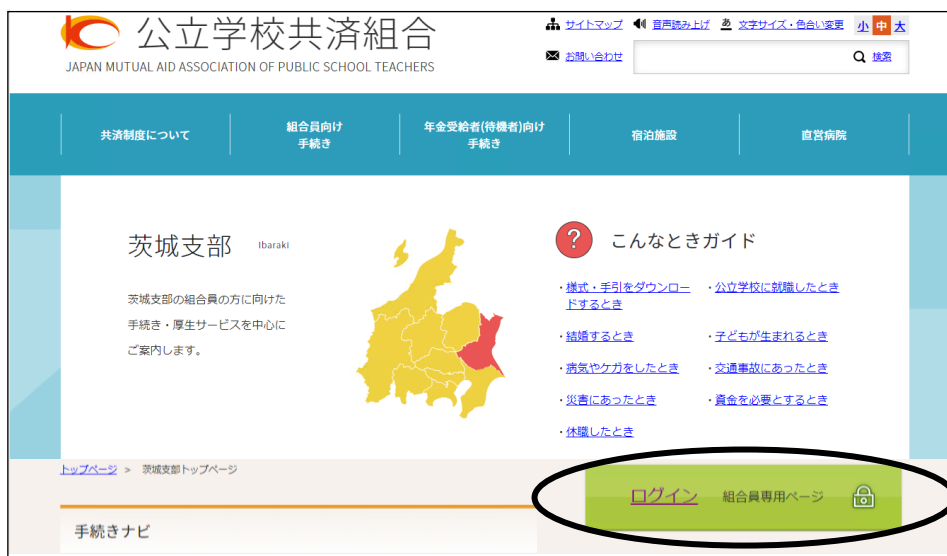 公立学校共済組合
JAPAN MUTUAL AID ASSOCIATION OF PUBLIC SCHOOL TEACHERS
サイトマップ 音声読み上げ あ 文字サイズ・色合い変更 小 中 大
お問い合わせ 検索
共済制度について
組合員向け
手続き
年金受給者(待機者)向け
手続き
宿泊施設
直営病院
茨城支部 Ibaraki
茨城支部の組合員の方に向けた
手続き・厚生サービスを中心に
ご案内します。
? こんなときガイド
・様式・手引をダウンロー
ドするとき
・公立学校に就職したとき
・結婚するとき
・子どもが生まれるとき
・病気やケガをしたとき
・交通事故にあったとき
・災害にあったとき
・資金を必要とするとき
・休職したとき
トップページ > 茨城支部トップページ
ログイン 組合員専用ページ
手続きナビ